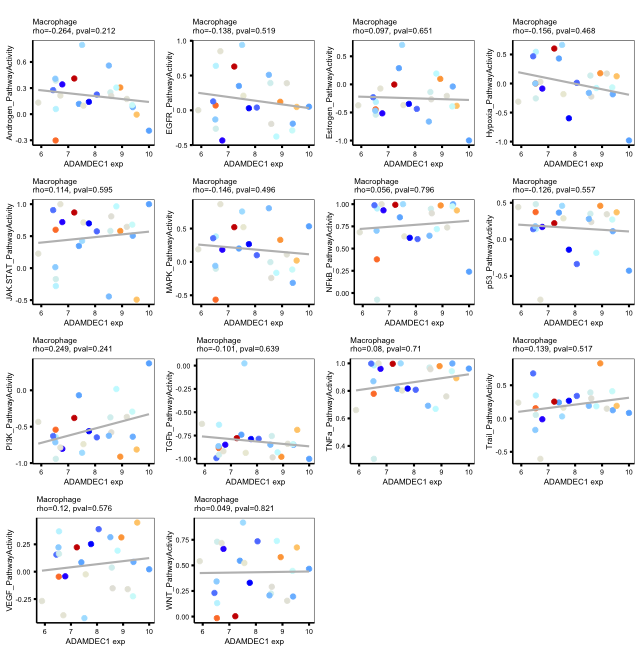 Macrophage
rho=-0.264, pval=0.212
Androgen_PathwayActivity
0.9
0.6
0.3
0.0
-0.3
6 7 8 9 10
ADAMDEC1 exp
Macrophage
rho=-0.138, pval=0.519
EGFR_PathwayActivity
1.0
0.5
0.0
-0.5
6 7 8 9 10
ADAMDEC1 exp
Macrophage
rho=0.097, pval=0.651
Estrogen_PathwayActivity
0.5
0.0
-0.5
-1.0
6 7 8 9 10
ADAMDEC1 exp
Macrophage
rho=-0.156, pval=0.468
Hypoxia_PathwayActivity
0.5
0.0
-0.5
-1.0
6 7 8 9 10
ADAMDEC1 exp
Macrophage
rho=0.114, pval=0.595
JAK.STAT_PathwayActivity
1.0
0.5
0.0
-0.5
6 7 8 9 10
ADAMDEC1 exp
Macrophage
rho=-0.146, pval=0.496
MAPK_PathwayActivity
1.0
0.5
0.0
-0.5
6 7 8 9 10
ADAMDEC1 exp
Macrophage
rho=0.056, pval=0.796
NFkB_PathwayActivity
1.00
0.75
0.50
0.25
0.00
6 7 8 9 10
ADAMDEC1 exp
Macrophage
rho=-0.126, pval=0.557
p53_PathwayActivity
0.5
0.0
-0.5
6 7 8 9 10
ADAMDEC1 exp
Macrophage
rho=0.249, pval=0.241
PI3K_PathwayActivity
0.0
-0.5
-1.0
6 7 8 9 10
ADAMDEC1 exp
Macrophage
rho=-0.101, pval=0.639
TGFb_PathwayActivity
0.00
-0.25
-0.50
-0.75
-1.00
6 7 8 9 10
ADAMDEC1 exp
Macrophage
rho=0.08, pval=0.71
TNFa_PathwayActivity
1.0
0.8
0.6
0.4
6 7 8 9 10
ADAMDEC1 exp
Macrophage
rho=0.139, pval=0.517
Trail_PathwayActivity
0.5
0.0
-0.5
6 7 8 9 10
ADAMDEC1 exp
Macrophage
rho=0.12, pval=0.576
VEGF_PathwayActivity
0.25
0.00
-0.25
6 7 8 9 10
ADAMDEC1 exp
Macrophage
rho=0.049, pval=0.821
WNT_PathwayActivity
0.75
0.50
0.25
0.00
6 7 8 9 10
ADAMDEC1 exp